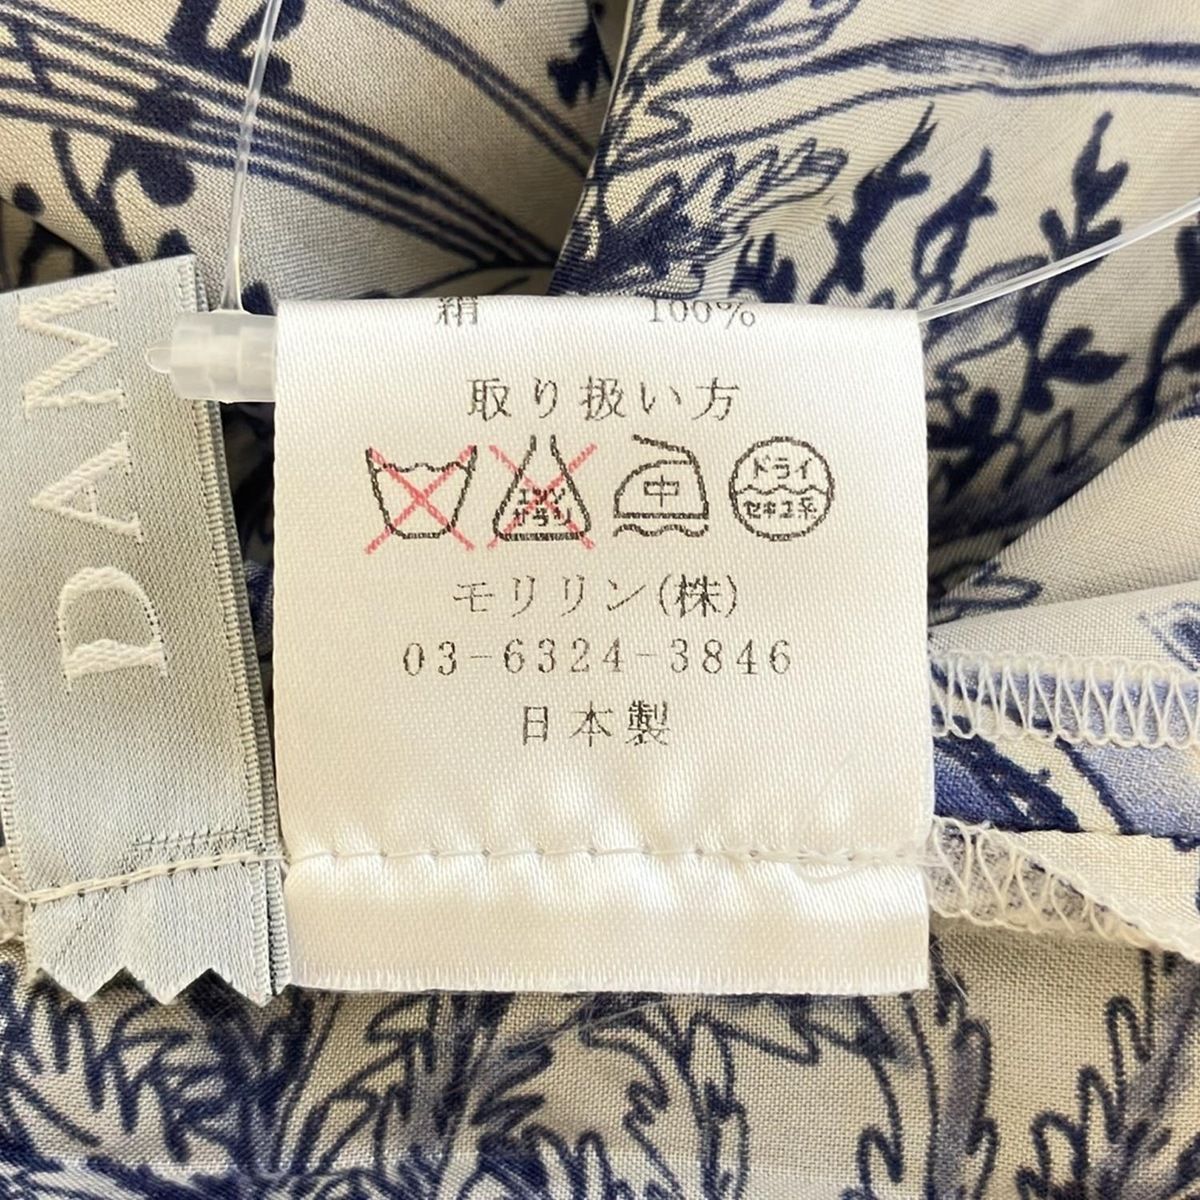 絹 100%
取り扱い方
エンソ サラシ 中 ドライ セキユ系
モリリン(株)
03-6324-3846
日本製
DAM